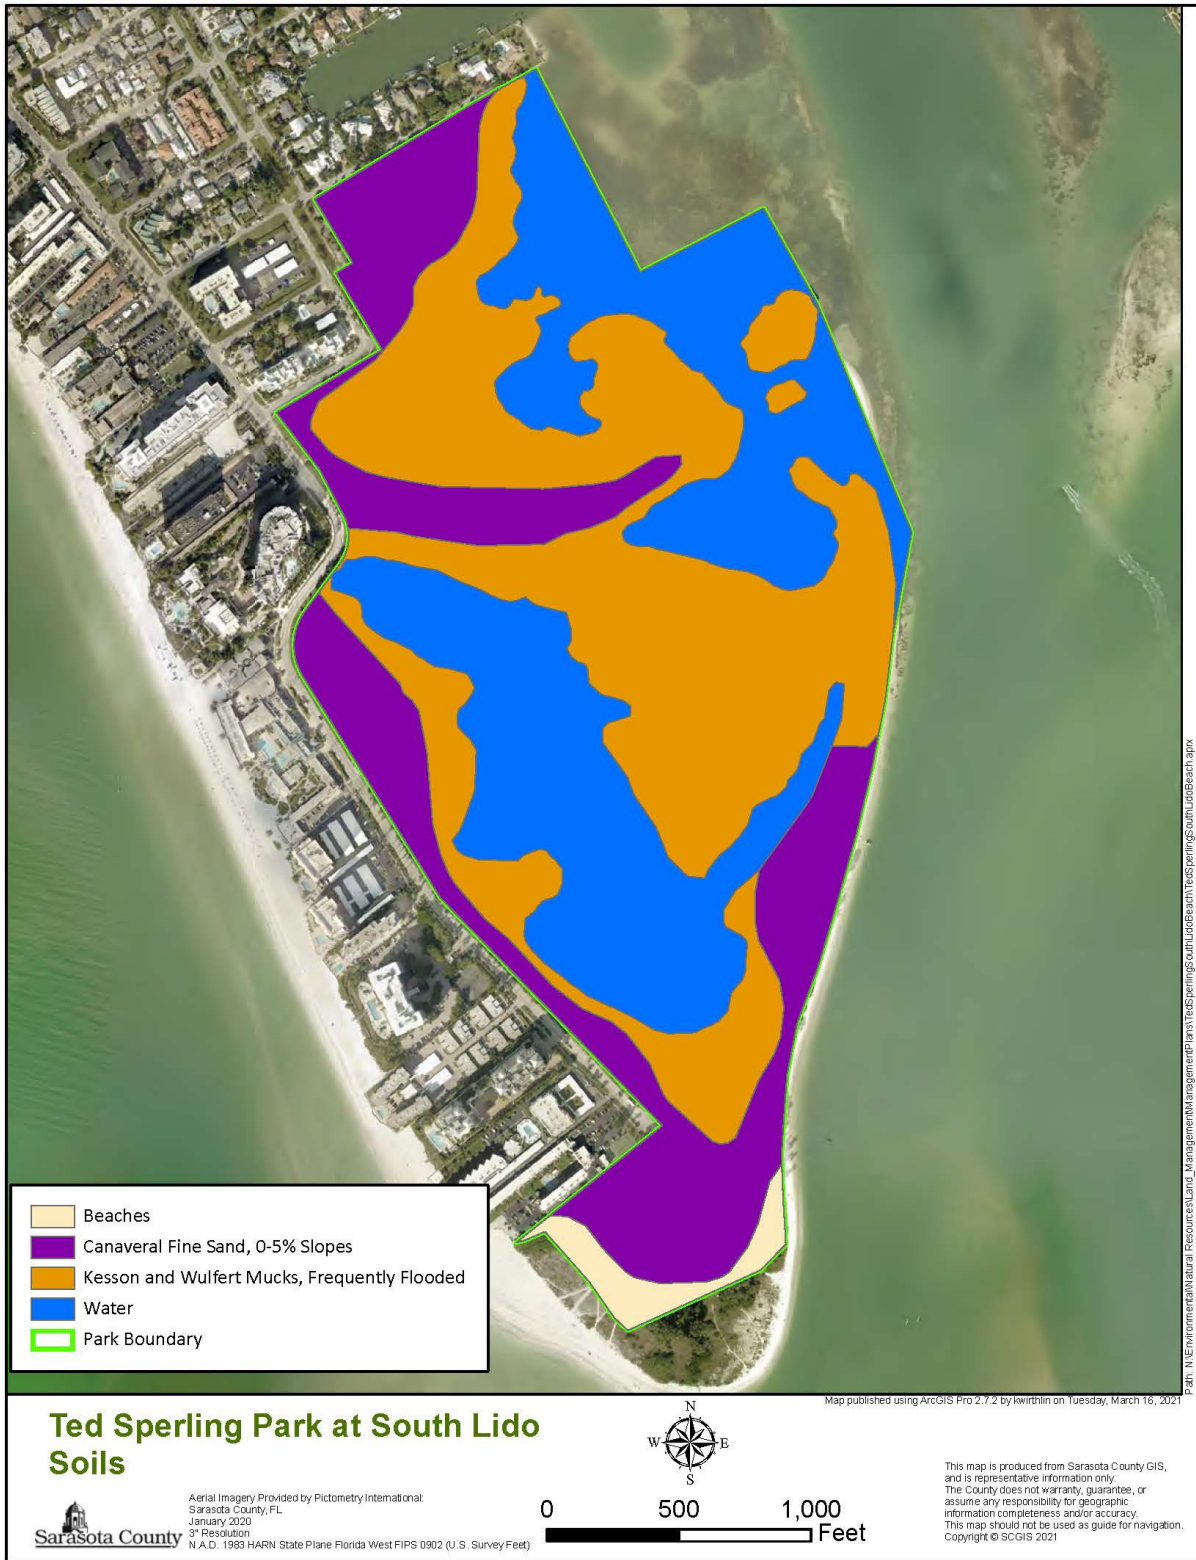 Beaches
Canaveral Fine Sand, 0-5% Slopes
Kesson and Wulfert Mucks, Frequently Flooded
Water
Park Boundary
Path: N:\Environmental\Natural Resources\Land_Management\ManagementPlans\TedSperlingSouthLidoBeach\TedSperlingSouthLidoBeach.aprx
Map published using ArcGIS Pro 2.7.2 by kwirthlin on Tuesday, March 16, 2021
Ted Sperling Park at South Lido
Soils
N
W E
S
Sarasota County
Aerial Imagery Provided by Pictometry International:
Sarasota County, FL
January 2020
3" Resolution
N.A.D. 1983 HARN State Plane Florida West FIPS 0902 (U.S. Survey Feet)
0 500 1,000
Feet
This map is produced from Sarasota County GIS,
and is representative information only.
The County does not warranty, guarantee, or
assume any responsibility for geographic
information completeness and/or accuracy.
This map should not be used as guide for navigation.
Copyright © SCGIS 2021